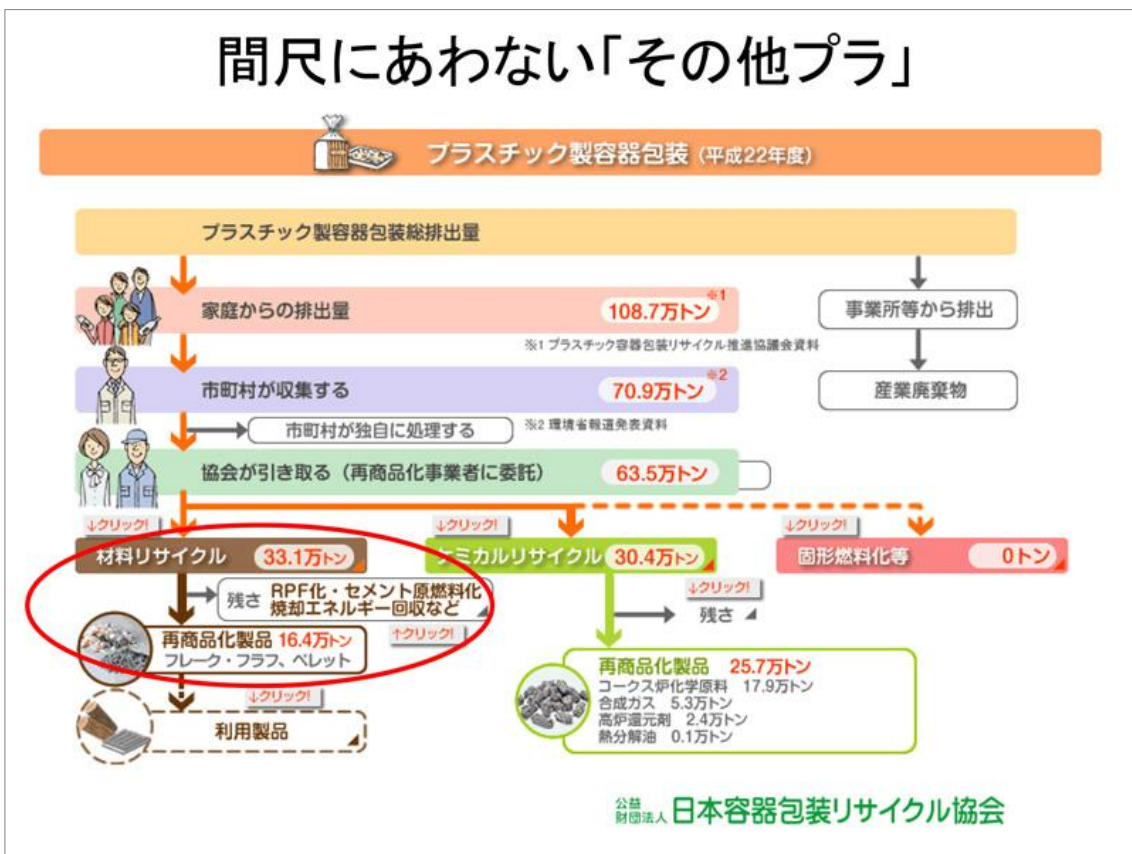 間尺にあわない「その他プラ」
プラスチック製容器包装（平成22年度）
プラスチック製容器包装総排出量
家庭からの排出量 108.7万トン ※1
事業所等から排出
※1 プラスチック容器包装リサイクル推進協議会資料
市町村が収集する 70.9万トン ※2
産業廃棄物
市町村が独自に処理する
※2 環境省報道発表資料
協会が引き取る（再商品化事業者に委託） 63.5万トン
↓クリック!
↓クリック!
↓クリック!
材料リサイクル 33.1万トン
ケミカルリサイクル 30.4万トン
固形燃料化等 0トン
残さ RPF化・セメント原燃料化
焼却エネルギー回収など
↑クリック!
↓クリック!
残さ
再商品化製品 16.4万トン
フレーク・フラフ、ペレット
↓クリック!
利用製品
再商品化製品 25.7万トン
コークス炉化学原料 17.9万トン
合成ガス 5.3万トン
高炉還元剤 2.4万トン
熱分解油 0.1万トン
公益
財団法人 日本容器包装リサイクル協会